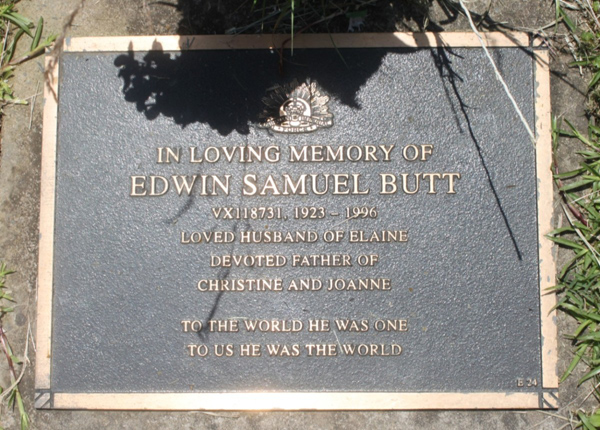 IN LOVING MEMORY OF
EDWIN SAMUEL BUTT
VX118731, 1923 – 1996
LOVED HUSBAND OF ELAINE
DEVOTED FATHER OF
CHRISTINE AND JOANNE
TO THE WORLD HE WAS ONE
TO US HE WAS THE WORLD
B 24